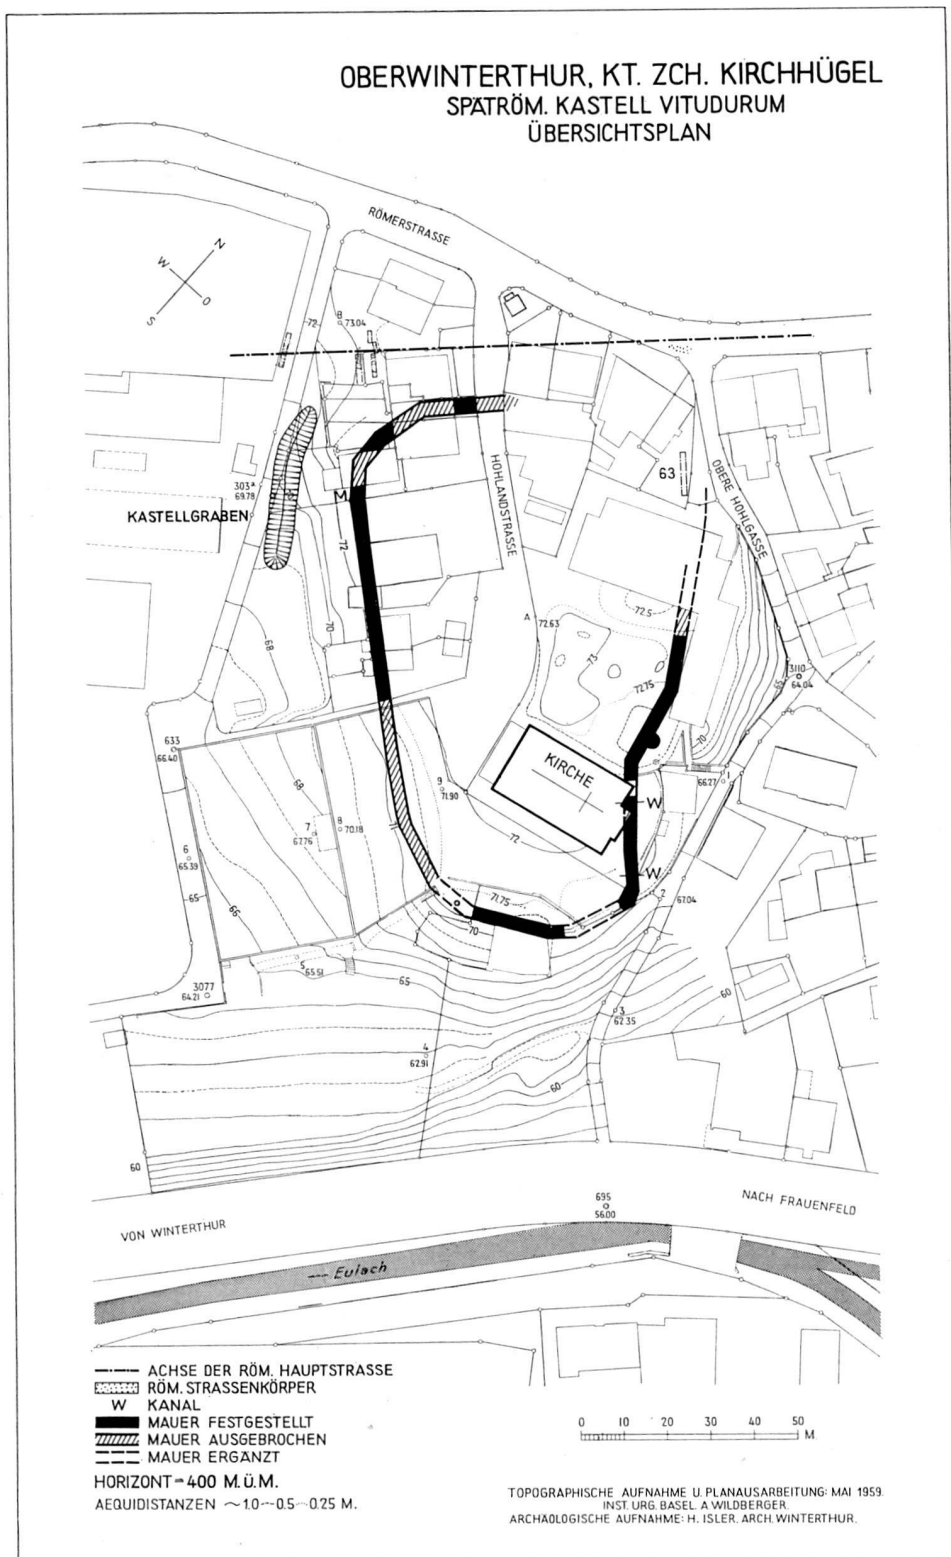 OBERWINTERTHUR, KT. ZCH. KIRCHHÜGEL
SPÄTRÖM. KASTELL VITUDURUM
ÜBERSICHTSPLAN
RÖMERSTRASSE
N
W
O
S
72
8
73.04
63
OBERE HOHLGASSE
HOHLANDSTRASSE
303ᵃ
69.78
M
KASTELLGRABEN
72
70
68
A
72.63
72.5
73
72.75
3110
64.04
65
70
633
66.40
KIRCHE
1
66.27
W
9
71.90
68
7
67.76
8
70.18
72
6
65.39
65
66
W
2
67.04
71.75
70
5
65.51
65
60
3077
64.21
3
62.35
4
62.91
60
60
695
56.00
NACH FRAUENFELD
VON WINTERTHUR
Eulach
ACHSE DER RÖM. HAUPTSTRASSE
RÖM. STRASSENKÖRPER
W KANAL
MAUER FESTGESTELLT
MAUER AUSGEBROCHEN
MAUER ERGÄNZT
HORIZONT = 400 M.Ü.M.
AEQUIDISTANZEN ~ 1.0 -- 0.5 ··· 0.25 M.
0 10 20 30 40 50 M
TOPOGRAPHISCHE AUFNAHME U. PLANAUSARBEITUNG: MAI 1959.
INST. URG. BASEL. A. WILDBERGER.
ARCHÄOLOGISCHE AUFNAHME: H. ISLER. ARCH. WINTERTHUR.